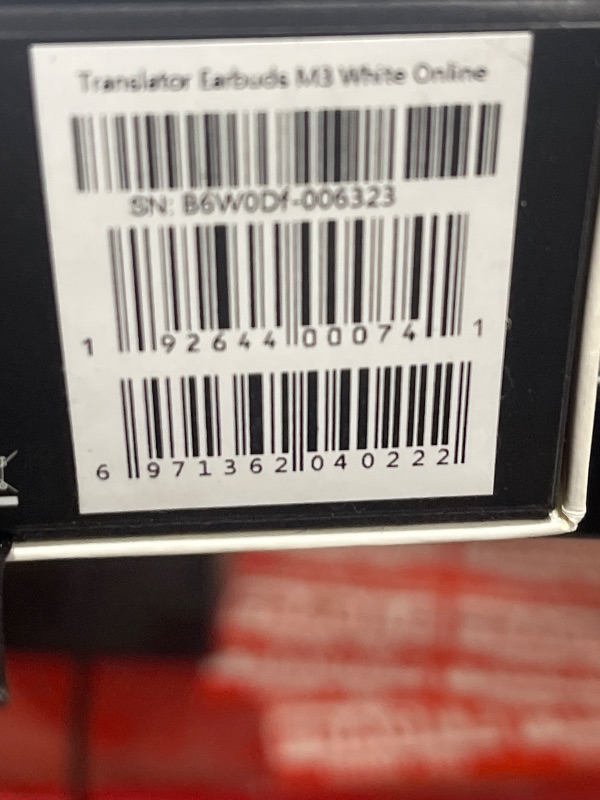 Translator Earbuds M3 White Online
SN: B6W0Df-006323
1 92644 00074 1
6 971362 040222